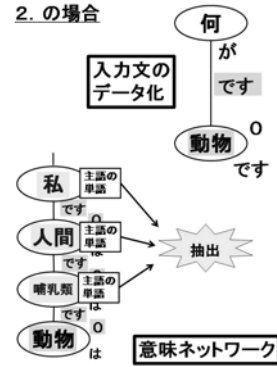 2. の場合
何
が
入力文の
データ化
です
動物
O
です
私
主語の
単語
です
O
は
人間
主語の
単語
抽出
です
O
は
哺乳類
主語の
単語
です
動物
O
は
意味ネットワーク